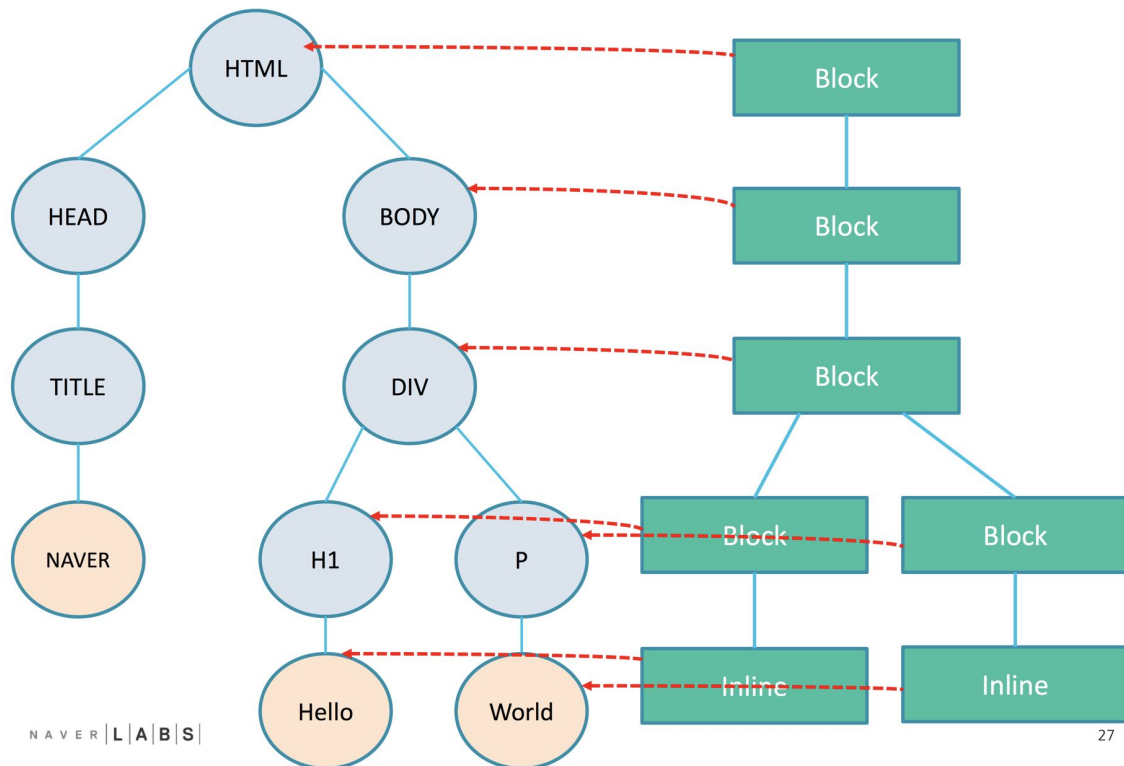 HTML
Block
HEAD
BODY
Block
TITLE
DIV
Block
NAVER
H1
P
Block
Block
Hello
World
Inline
Inline
NAVER LABS
27